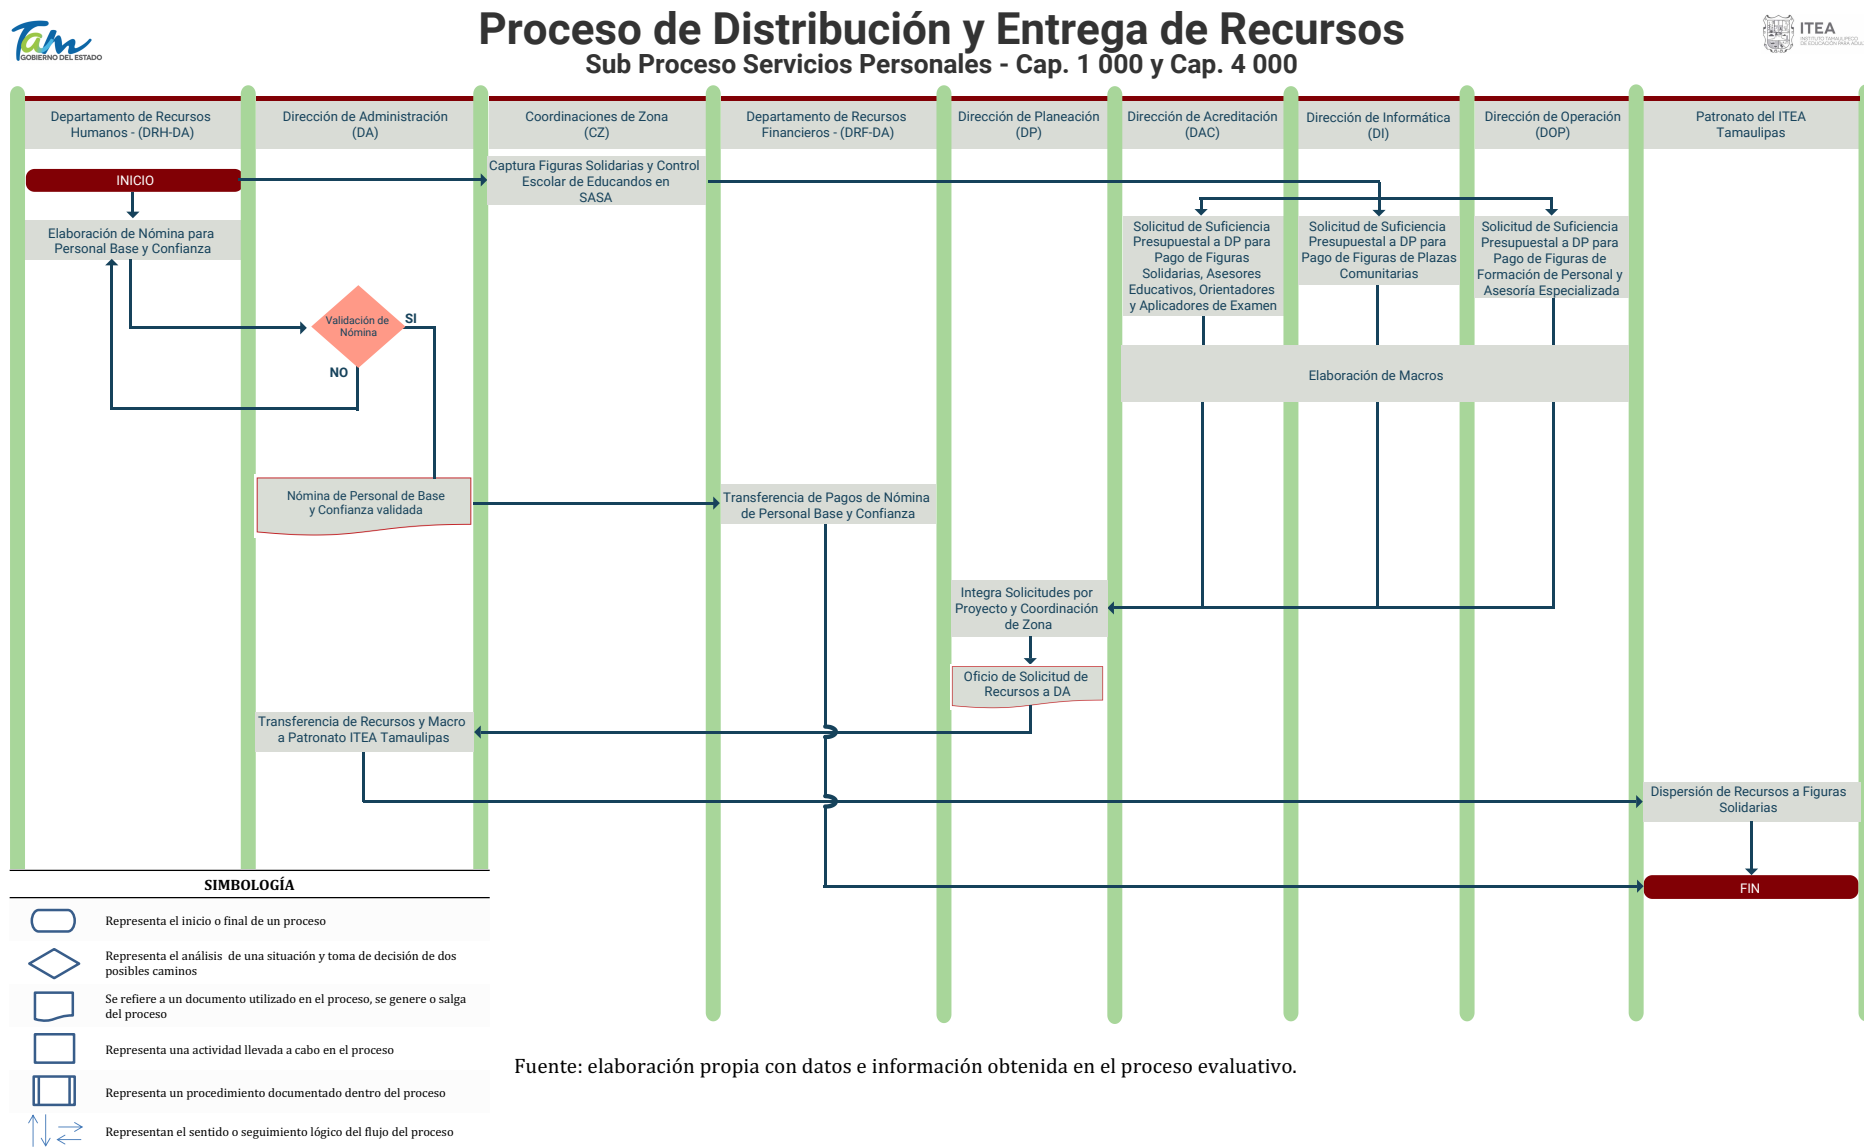 Tam
GOBIERNO DEL ESTADO
Proceso de Distribución y Entrega de Recursos
Sub Proceso Servicios Personales - Cap. 1 000 y Cap. 4 000
ITEA
INSTITUTO TAMAULIPECO
DE EDUCACIÓN PARA ADUL
Departamento de Recursos
Humanos - (DRH-DA)
Dirección de Administración
(DA)
Coordinaciones de Zona
(CZ)
Departamento de Recursos
Financieros - (DRF-DA)
Dirección de Planeación
(DP)
Dirección de Acreditación
(DAC)
Dirección de Informática
(DI)
Dirección de Operación
(DOP)
Patronato del ITEA
Tamaulipas
INICIO
Captura Figuras Solidarias y Control
Escolar de Educandos en
SASA
Elaboración de Nómina para
Personal Base y Confianza
Solicitud de Suficiencia
Presupuestal a DP para
Pago de Figuras
Solidarias, Asesores
Educativos, Orientadores
y Aplicadores de Examen
Solicitud de Suficiencia
Presupuestal a DP para
Pago de Figuras de Plazas
Comunitarias
Solicitud de Suficiencia
Presupuestal a DP para
Pago de Figuras de
Formación de Personal y
Asesoría Especializada
Validación de
Nómina
SI
NO
Elaboración de Macros
Nómina de Personal de Base
y Confianza validada
Transferencia de Pagos de Nómina
de Personal Base y Confianza
Integra Solicitudes por
Proyecto y Coordinación
de Zona
Oficio de Solicitud de
Recursos a DA
Transferencia de Recursos y Macro
a Patronato ITEA Tamaulipas
Dispersión de Recursos a Figuras
Solidarias
FIN
SIMBOLOGÍA
Representa el inicio o final de un proceso
Representa el análisis de una situación y toma de decisión de dos
posibles caminos
Se refiere a un documento utilizado en el proceso, se genere o salga
del proceso
Representa una actividad llevada a cabo en el proceso
Representa un procedimiento documentado dentro del proceso
Representan el sentido o seguimiento lógico del flujo del proceso
Fuente: elaboración propia con datos e información obtenida en el proceso evaluativo.